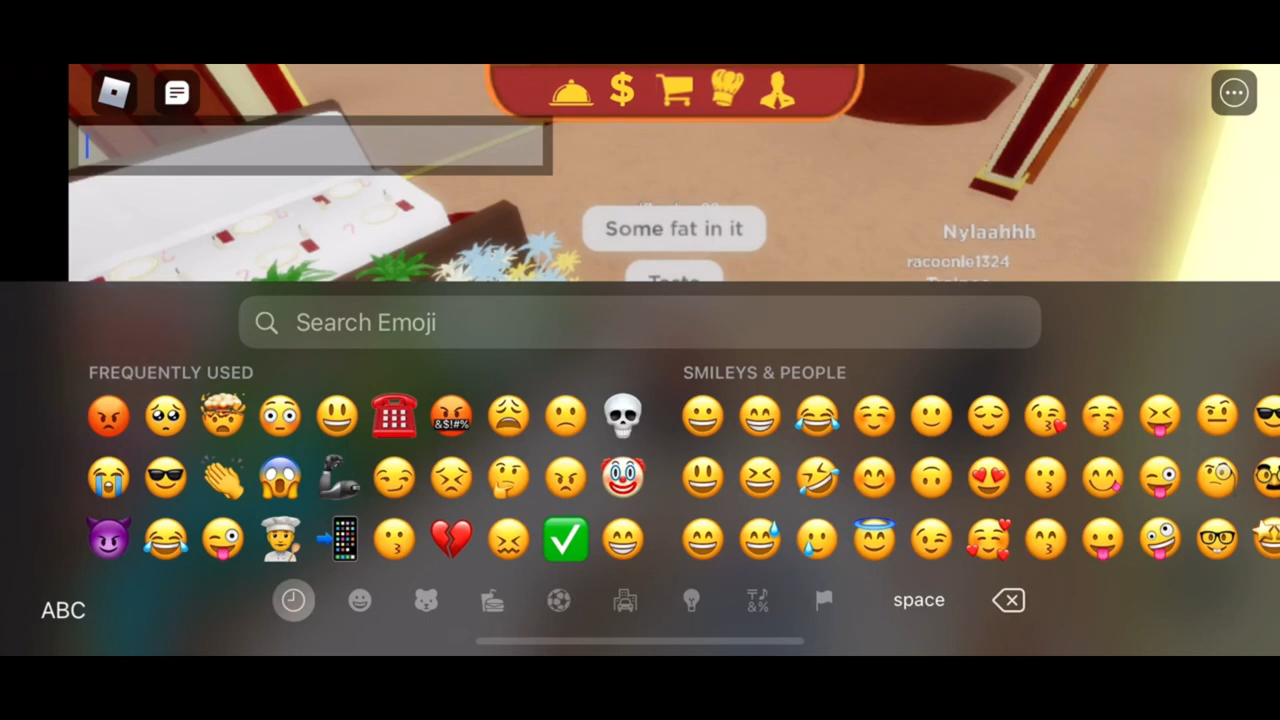 Some fat in it
Nylaahhh
racoonie1324
Search Emoji
FREQUENTLY USED
SMILEYS & PEOPLE
&$!#%
ABC
&%
space